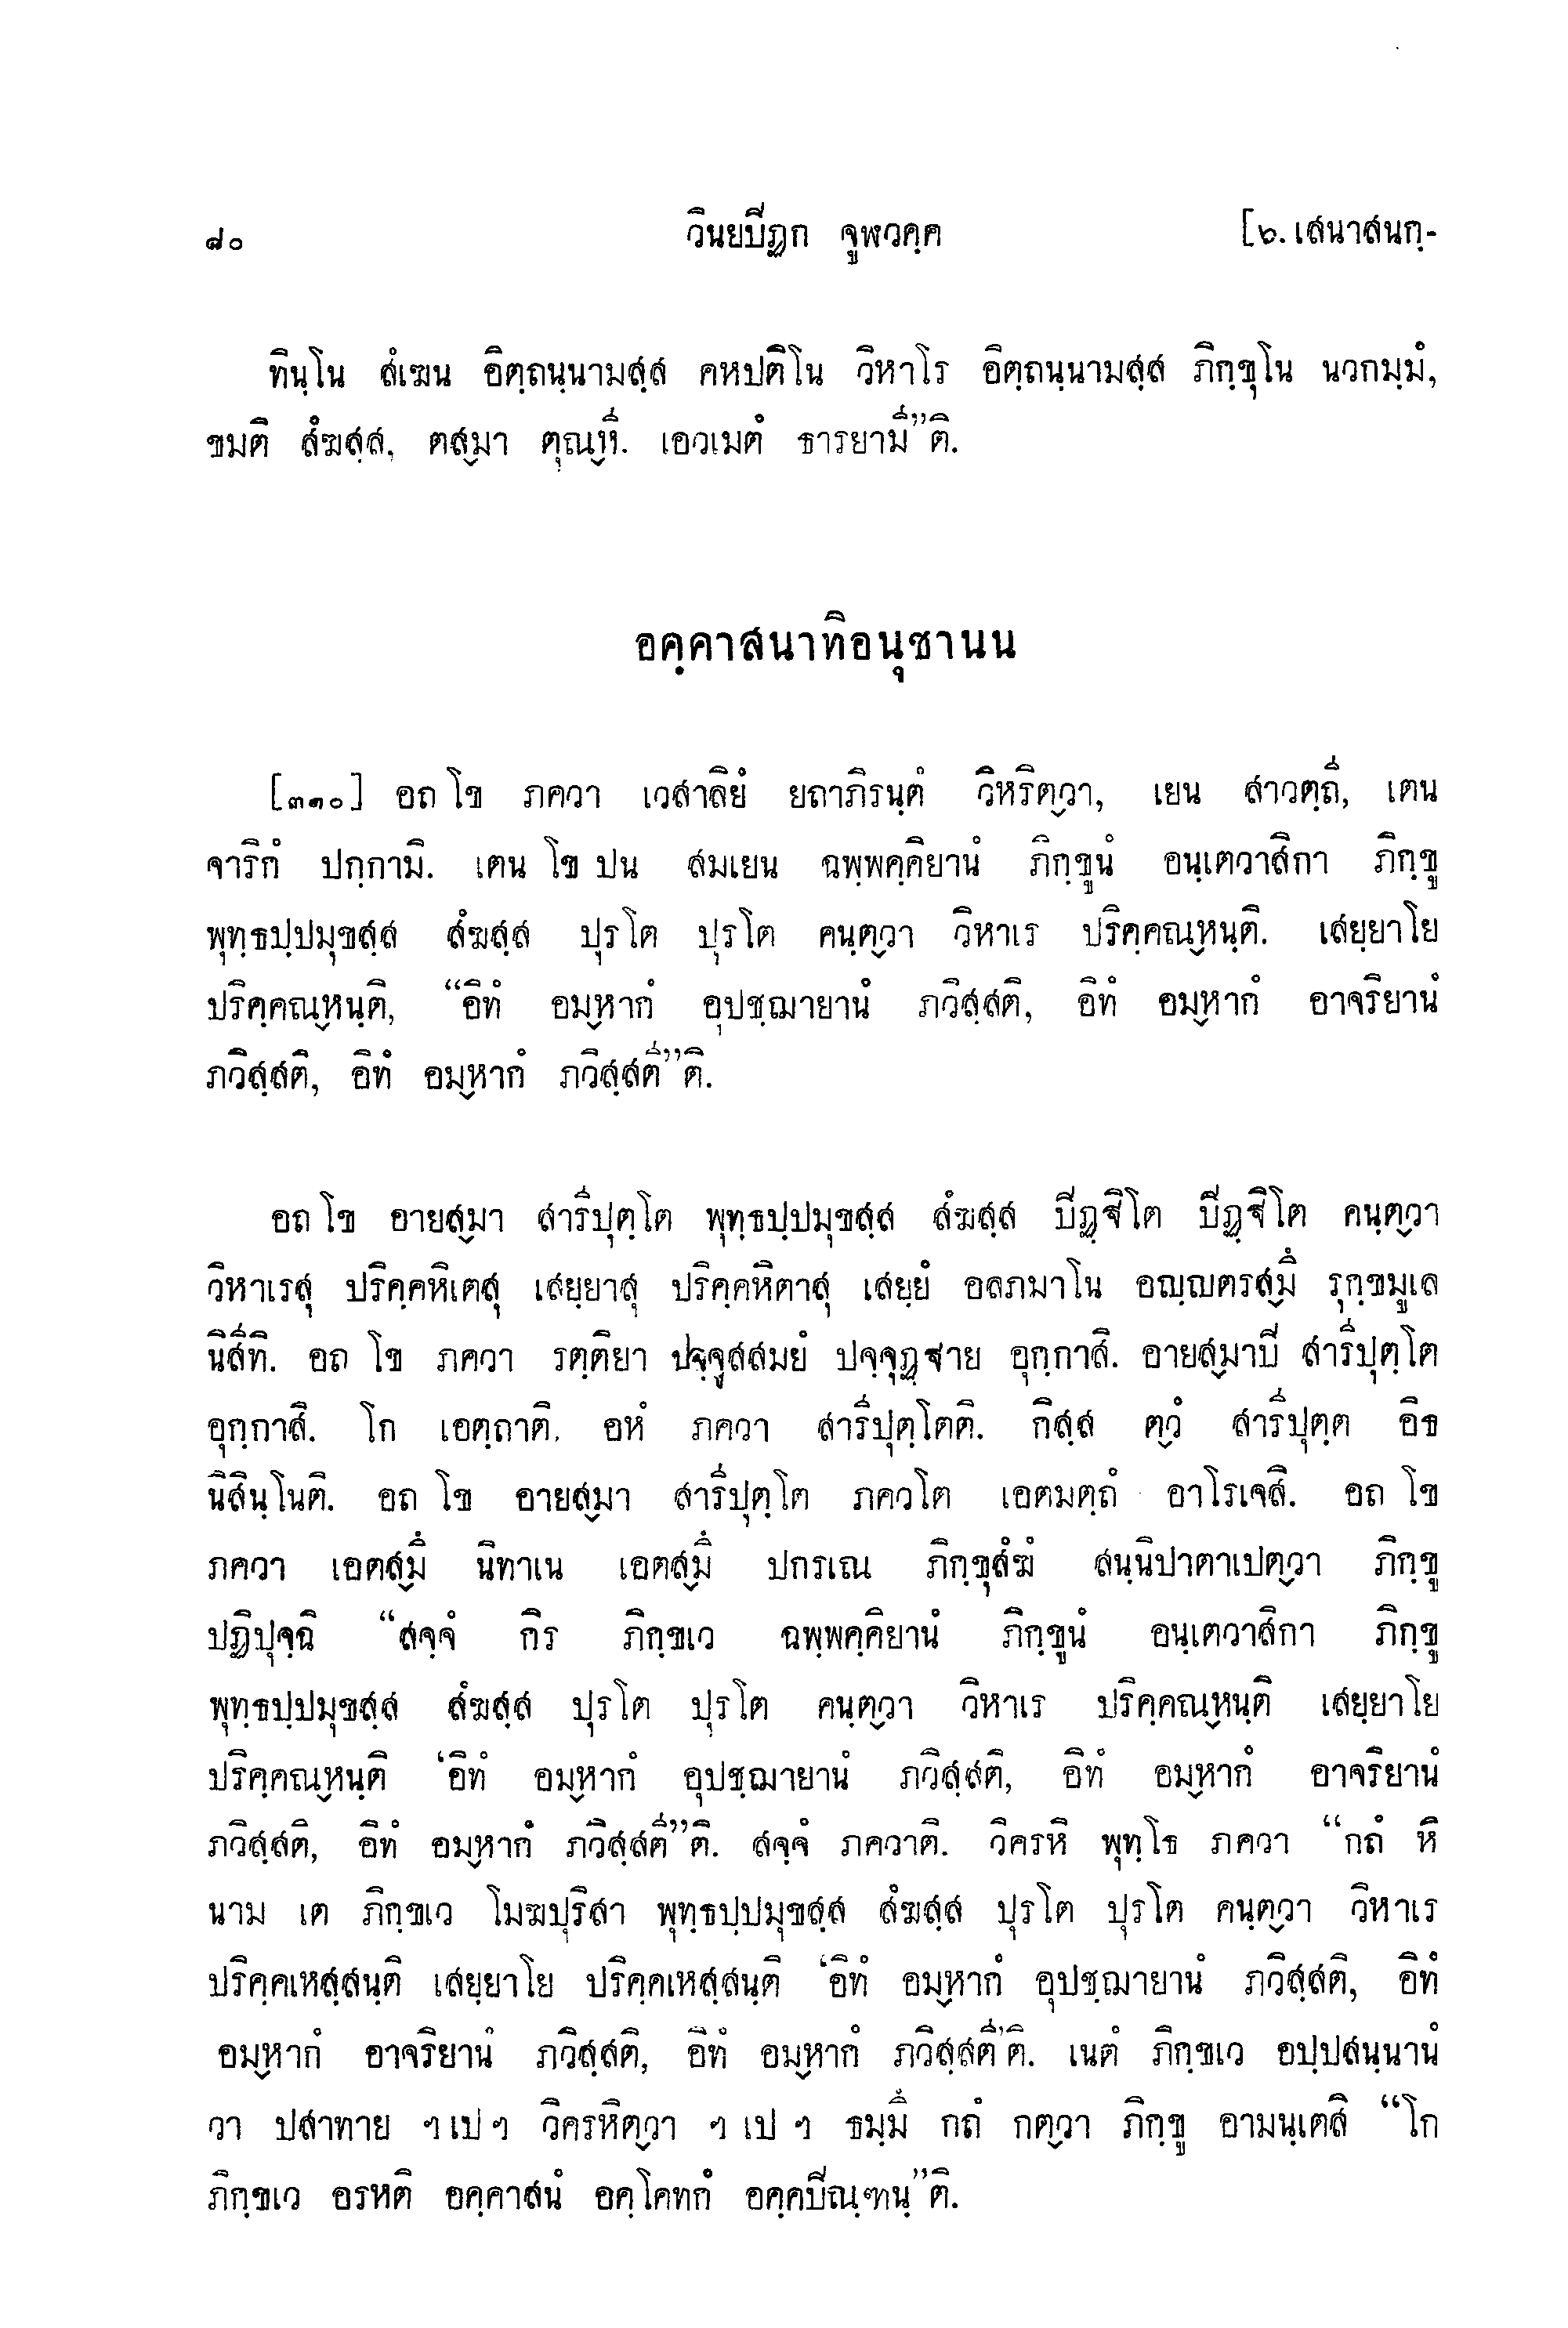 ๘๐ วินยปิฏก จูฬวคฺค [๖. เสนาสนกฺ-
ทินฺโน สํเฆน อิตฺถนฺนามสฺส คหปติโน วิหาโร อิตฺถนฺนามสฺส ภิกฺขุโน นวกมฺมํ,
ขมติ สํฆสฺส, ตส๎มา ตุณ๎หี. เอวเมตํ ธารยามี”ติ.
อคฺคาสนาทิอนุชานน
[๓๑๐] อถ โข ภควา เวสาลิยํ ยถาภิรนฺตํ วิหริต๎วา, เยน สาวตฺถี, เตน
จาริกํ ปกฺกามิ. เตน โข ปน สมเยน ฉพฺพคฺคิยานํ ภิกฺขูนํ อนฺเตวาสิกา ภิกฺขู
พุทฺธปฺปมุขสฺส สํฆสฺส ปุรโต ปุรโต คนฺต๎วา วิหาเร ปริคฺคณ๎หนฺติ. เสยฺยาโย
ปริคฺคณ๎หนฺติ, “อิทํ อม๎หากํ อุปชฺฌายานํ ภวิสฺสติ, อิทํ อม๎หากํ อาจริยานํ
ภวิสฺสติ, อิทํ อม๎หากํ ภวิสฺสตี”ติ.
อถ โข อายส๎มา สาริปุตฺโต พุทฺธปฺปมุขสฺส สํฆสฺส ปิฏฺฐิโต ปิฏฺฐิโต คนฺต๎วา
วิหาเรสุ ปริคฺคหิเตสุ เสยฺยาสุ ปริคฺคหิตาสุ เสยฺยํ อลภมาโน อญฺญตรส๎มิํ รุกฺขมูเล
นิสีทิ. อถ โข ภควา รตฺติยา ปจฺจูสสมยํ ปจฺจุฏฺฐาย อุกฺกาสิ. อายส๎มาปิ สาริปุตฺโต
อุกฺกาสิ. โก เอตฺถาติ. อหํ ภควา สาริปุตฺโตติ. กิสฺส ต๎วํ สาริปุตฺต อิธ
นิสินฺโนติ. อถ โข อายส๎มา สาริปุตฺโต ภควโต เอตมตฺถํ อาโรเจสิ. อถ โข
ภควา เอตส๎มิํ นิทาเน เอตส๎มิํ ปกรเณ ภิกฺขุสํฆํ สนฺนิปาตาเปต๎วา ภิกฺขู
ปฏิปุจฺฉิ “สจฺจํ กิร ภิกฺขเว ฉพฺพคฺคิยานํ ภิกฺขูนํ อนฺเตวาสิกา ภิกฺขู
พุทฺธปฺปมุขสฺส สํฆสฺส ปุรโต ปุรโต คนฺต๎วา วิหาเร ปริคฺคณ๎หนฺติ เสยฺยาโย
ปริคฺคณ๎หนฺติ ‘อิทํ อม๎หากํ อุปชฺฌายานํ ภวิสฺสติ, อิทํ อม๎หากํ อาจริยานํ
ภวิสฺสติ, อิทํ อม๎หากํ ภวิสฺสตี”ติ. สจฺจํ ภควาติ. วิครหิ พุทฺโธ ภควา “กถํ หิ
นาม เต ภิกฺขเว โมฆปุริสา พุทฺธปฺปมุขสฺส สํฆสฺส ปุรโต ปุรโต คนฺต๎วา วิหาเร
ปริคฺคเหสฺสนฺติ เสยฺยาโย ปริคฺคเหสฺสนฺติ ‘อิทํ อม๎หากํ อุปชฺฌายานํ ภวิสฺสติ, อิทํ
อม๎หากํ อาจริยานํ ภวิสฺสติ, อิทํ อม๎หากํ ภวิสฺสตี’ติ. เนตํ ภิกฺขเว อปฺปสนฺนานํ
วา ปสาทาย ฯ เป ฯ วิครหิต๎วา ฯ เป ฯ ธมฺมิํ กถํ กต๎วา ภิกฺขู อามนฺเตสิ “โก
ภิกฺขเว อรหติ อคฺคาสนํ อคฺโคทกํ อคฺคปิณฺฑนฺ”ติ.